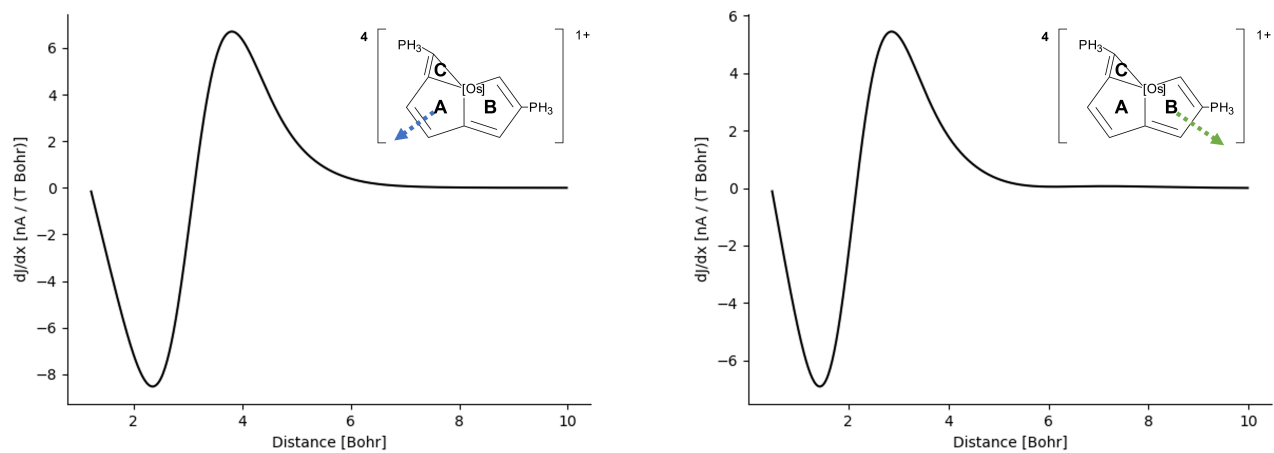 4
1+
PH3
C
[Os]
A
B
PH3
6
4
2
0
−2
−4
−6
−8
dJ/dx [nA / (T Bohr)]
2
4
6
8
10
Distance [Bohr]
4
1+
PH3
C
[Os]
A
B
PH3
6
4
2
0
−2
−4
−6
dJ/dx [nA / (T Bohr)]
2
4
6
8
10
Distance [Bohr]